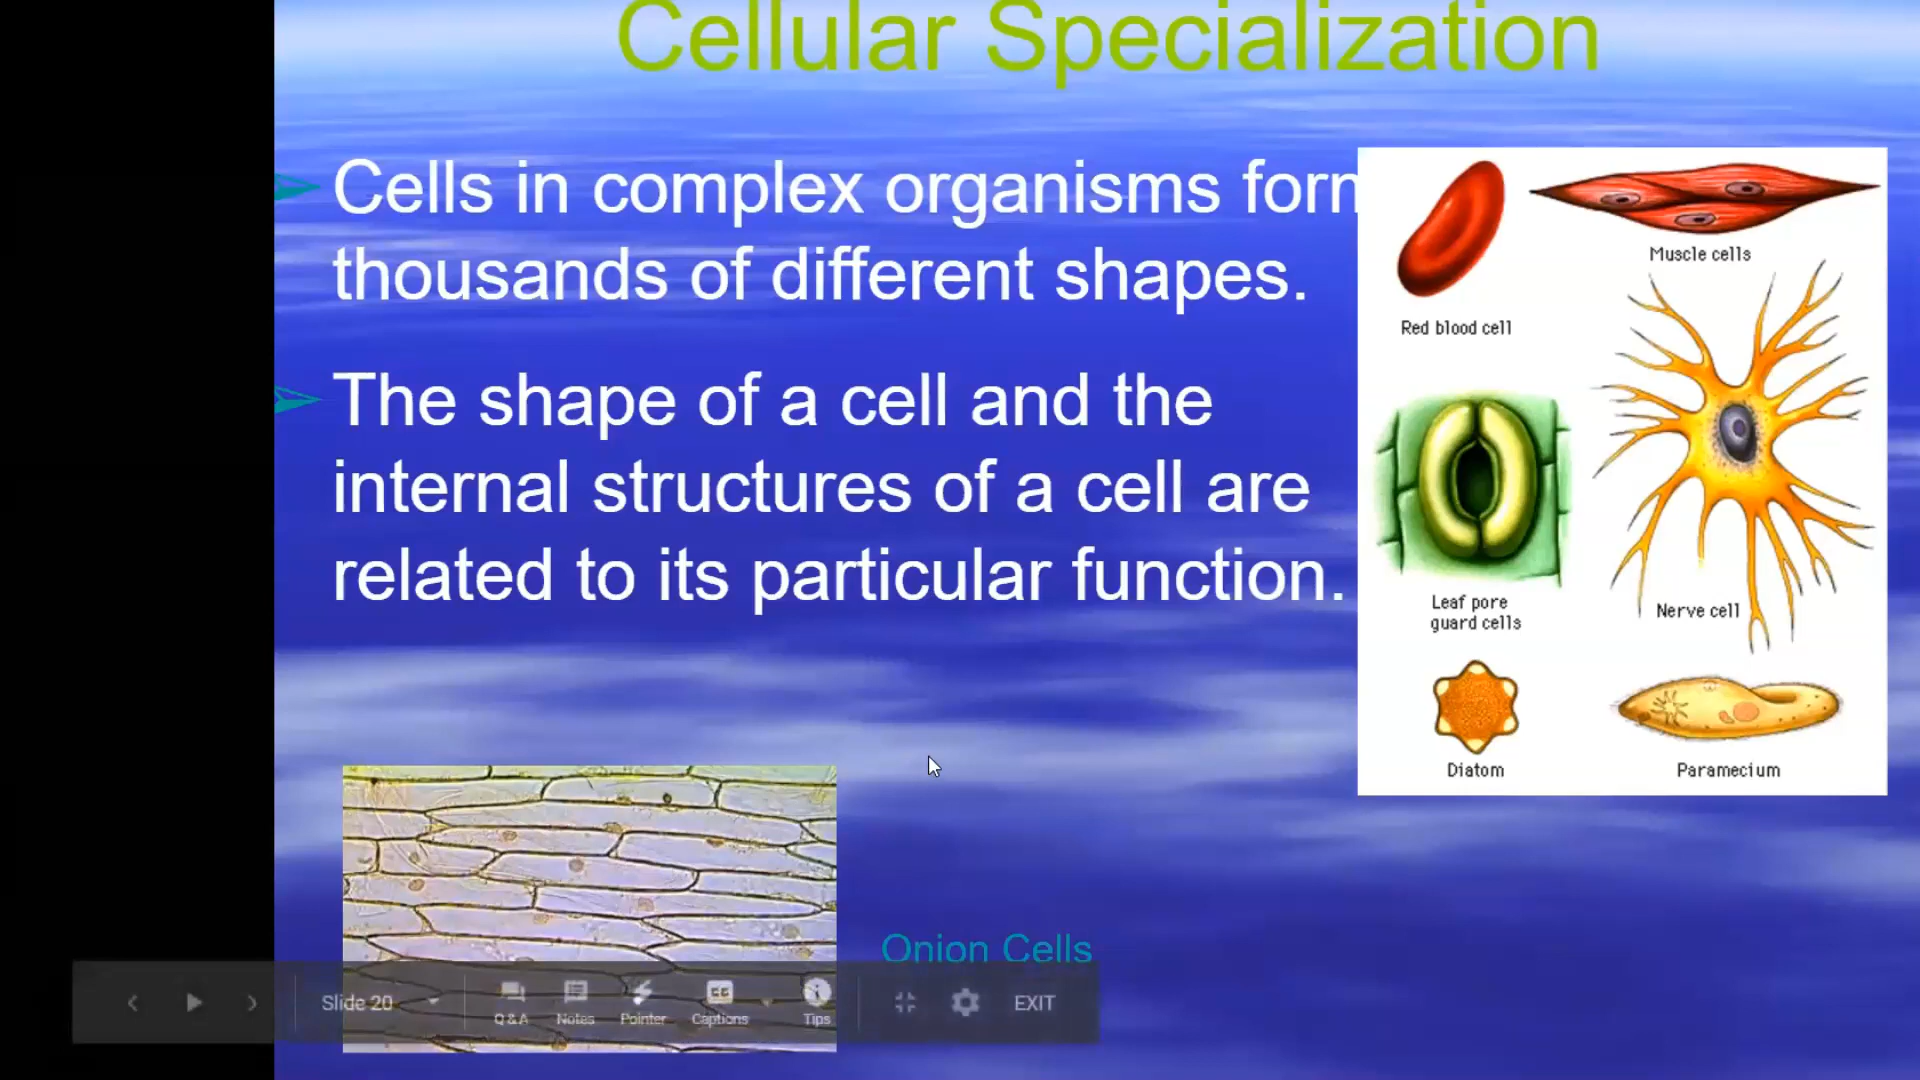 Cellular Specialization
Cells in complex organisms form
thousands of different shapes.
The shape of a cell and the
internal structures of a cell are
related to its particular function.
Muscle cells
Red blood cell
Leaf pore
guard cells
Nerve cell
Diatom
Paramecium
Onion Cells
Slide 20
Q&A
Notes
Pointer
CC
Captions
Tips
EXIT